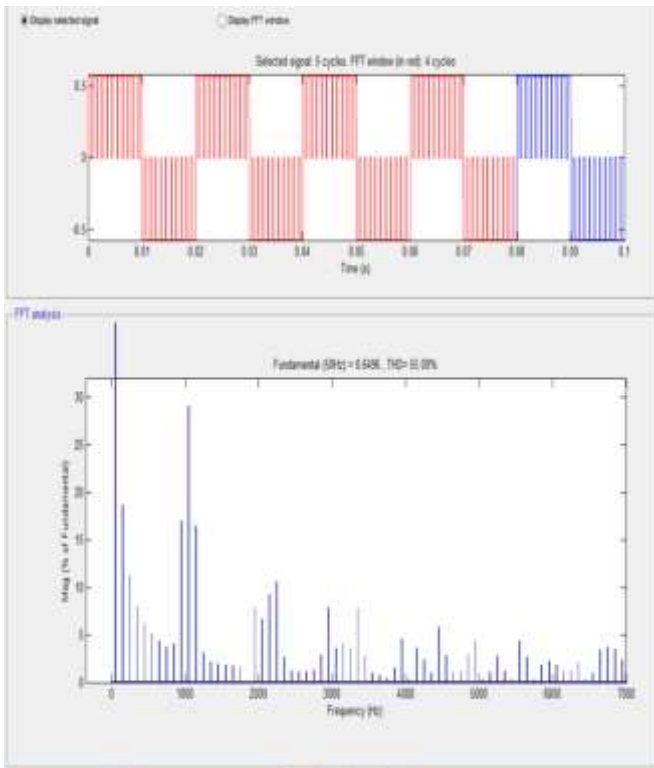 Display selected signal
Display FFT window
Selected signal: 5 cycles. FFT window (in red): 4 cycles
0.5
0
-0.5
0 0.01 0.02 0.03 0.04 0.05 0.06 0.07 0.08 0.09 0.1
Time (s)
FFT analysis
Fundamental (50Hz) = 0.6496 , THD=
30
25
20
15
10
5
0
Mag (% of Fundamental)
0 1000 2000 3000 4000 5000 6000 7000
Frequency (Hz)